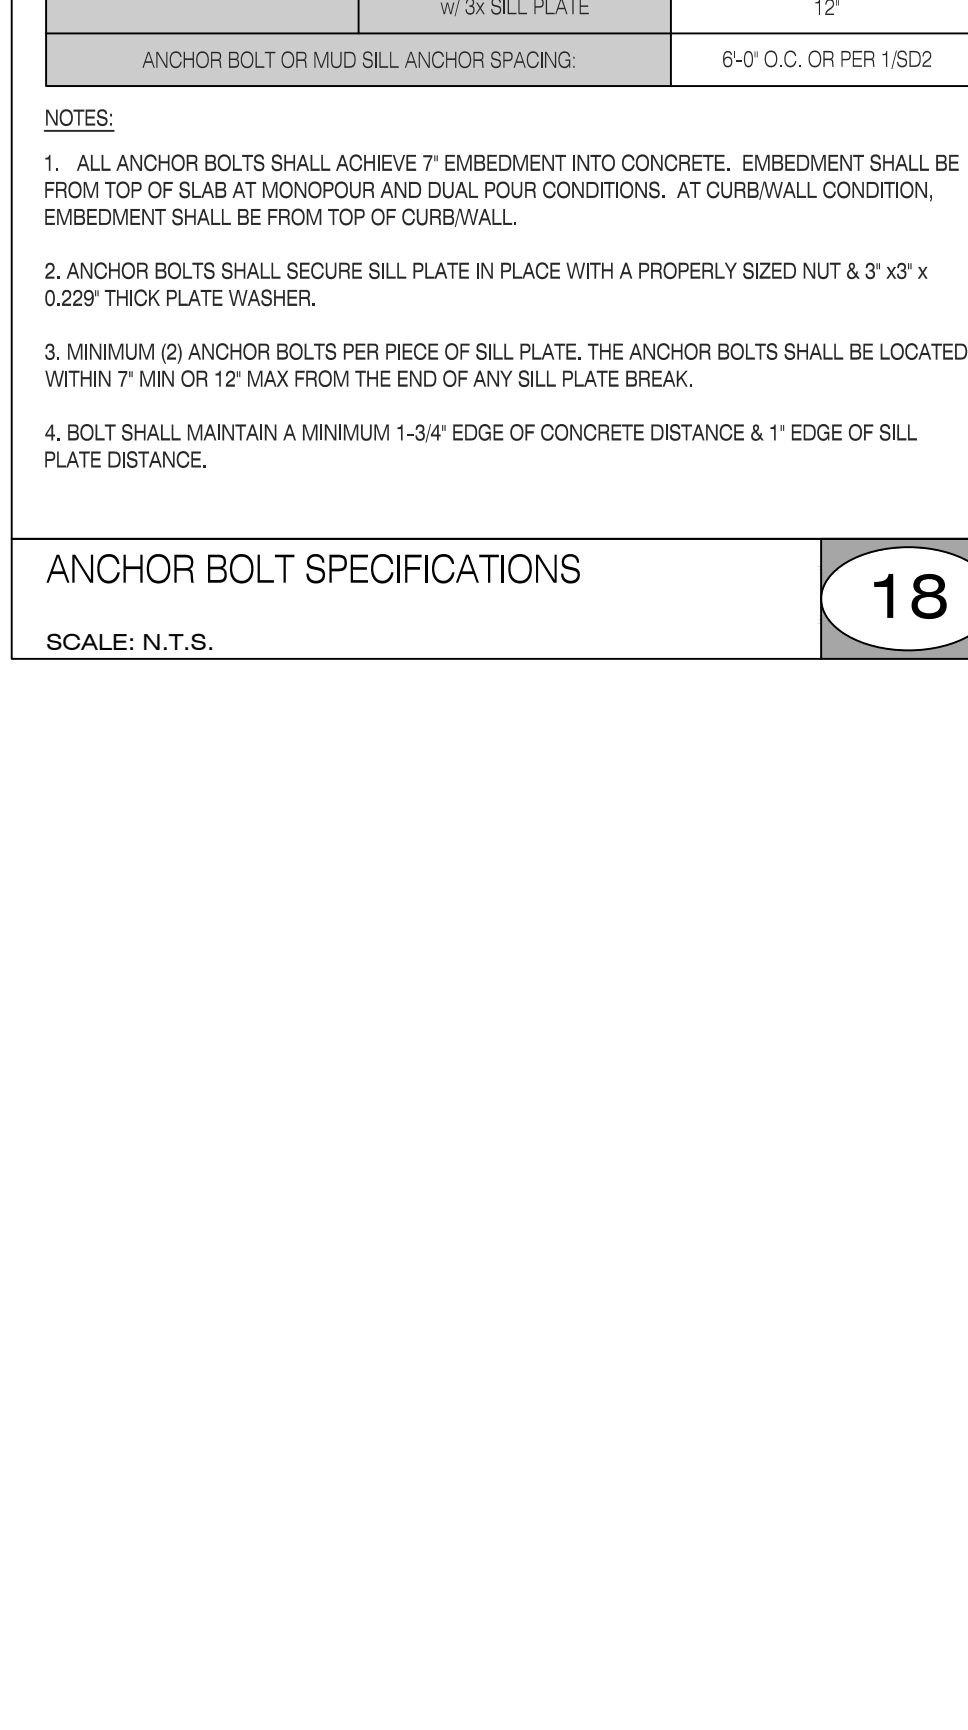 w/ 3x SILL PLATE 12"
ANCHOR BOLT OR MUD SILL ANCHOR SPACING: 6'-0" O.C. OR PER 1/SD2
NOTES:
1. ALL ANCHOR BOLTS SHALL ACHIEVE 7" EMBEDMENT INTO CONCRETE. EMBEDMENT SHALL BE
FROM TOP OF SLAB AT MONOPOUR AND DUAL POUR CONDITIONS. AT CURB/WALL CONDITION,
EMBEDMENT SHALL BE FROM TOP OF CURB/WALL.
2. ANCHOR BOLTS SHALL SECURE SILL PLATE IN PLACE WITH A PROPERLY SIZED NUT & 3" x3" x
0.229" THICK PLATE WASHER.
3. MINIMUM (2) ANCHOR BOLTS PER PIECE OF SILL PLATE. THE ANCHOR BOLTS SHALL BE LOCATED
WITHIN 7" MIN OR 12" MAX FROM THE END OF ANY SILL PLATE BREAK.
4. BOLT SHALL MAINTAIN A MINIMUM 1-3/4" EDGE OF CONCRETE DISTANCE & 1" EDGE OF SILL
PLATE DISTANCE.
ANCHOR BOLT SPECIFICATIONS
18
SCALE: N.T.S.